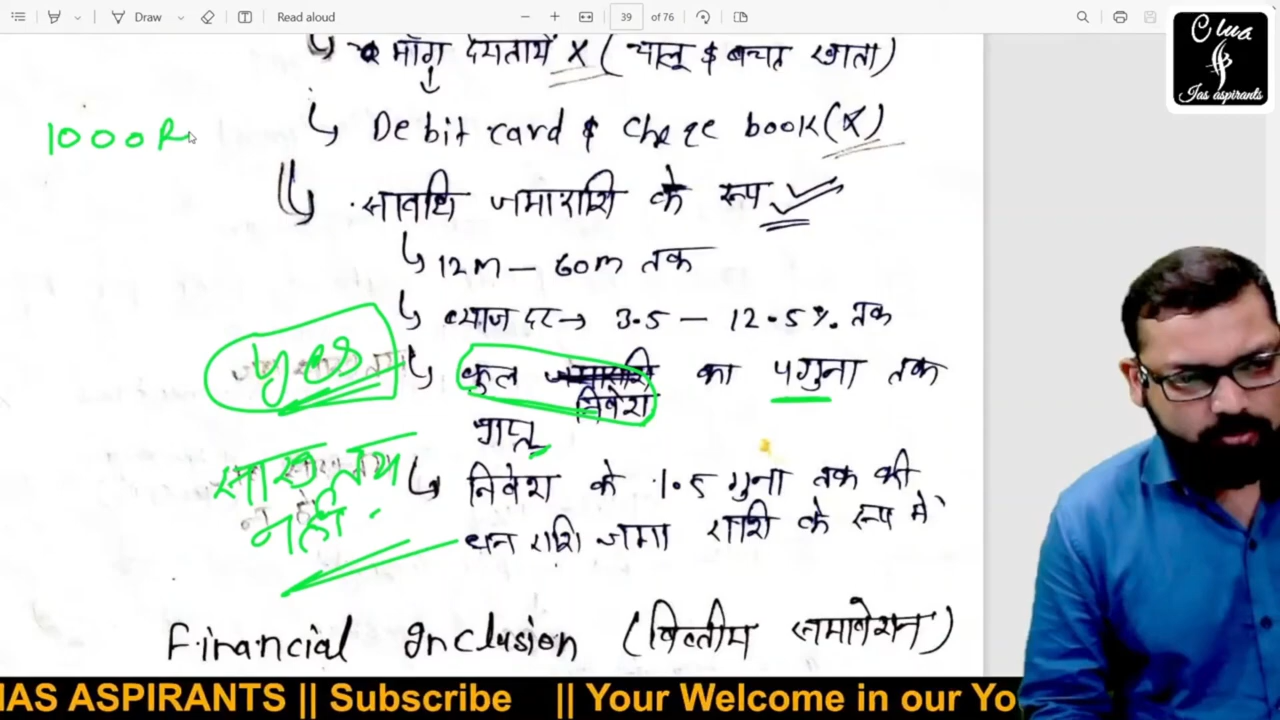 Draw
Read aloud
39 of 76
Clua
Ias aspirants
माँग देयतायें X (चालू & बचत खाता)
1000R
Debit card & Cheqe book (X)
सावधि जमाराशि के रूप
12m – 60m तक
ब्याज दर → 3.5 – 12.5% तक
yes
कुल का 4गुना तक
निवेश
साख तय
नहीं
निवेश के 1.5 गुना तक की
धन राशि जमा राशि के रूप में
Financial Inclusion (वित्तीय समावेशन)
IAS ASPIRANTS || Subscribe || Your Welcome in our Yo